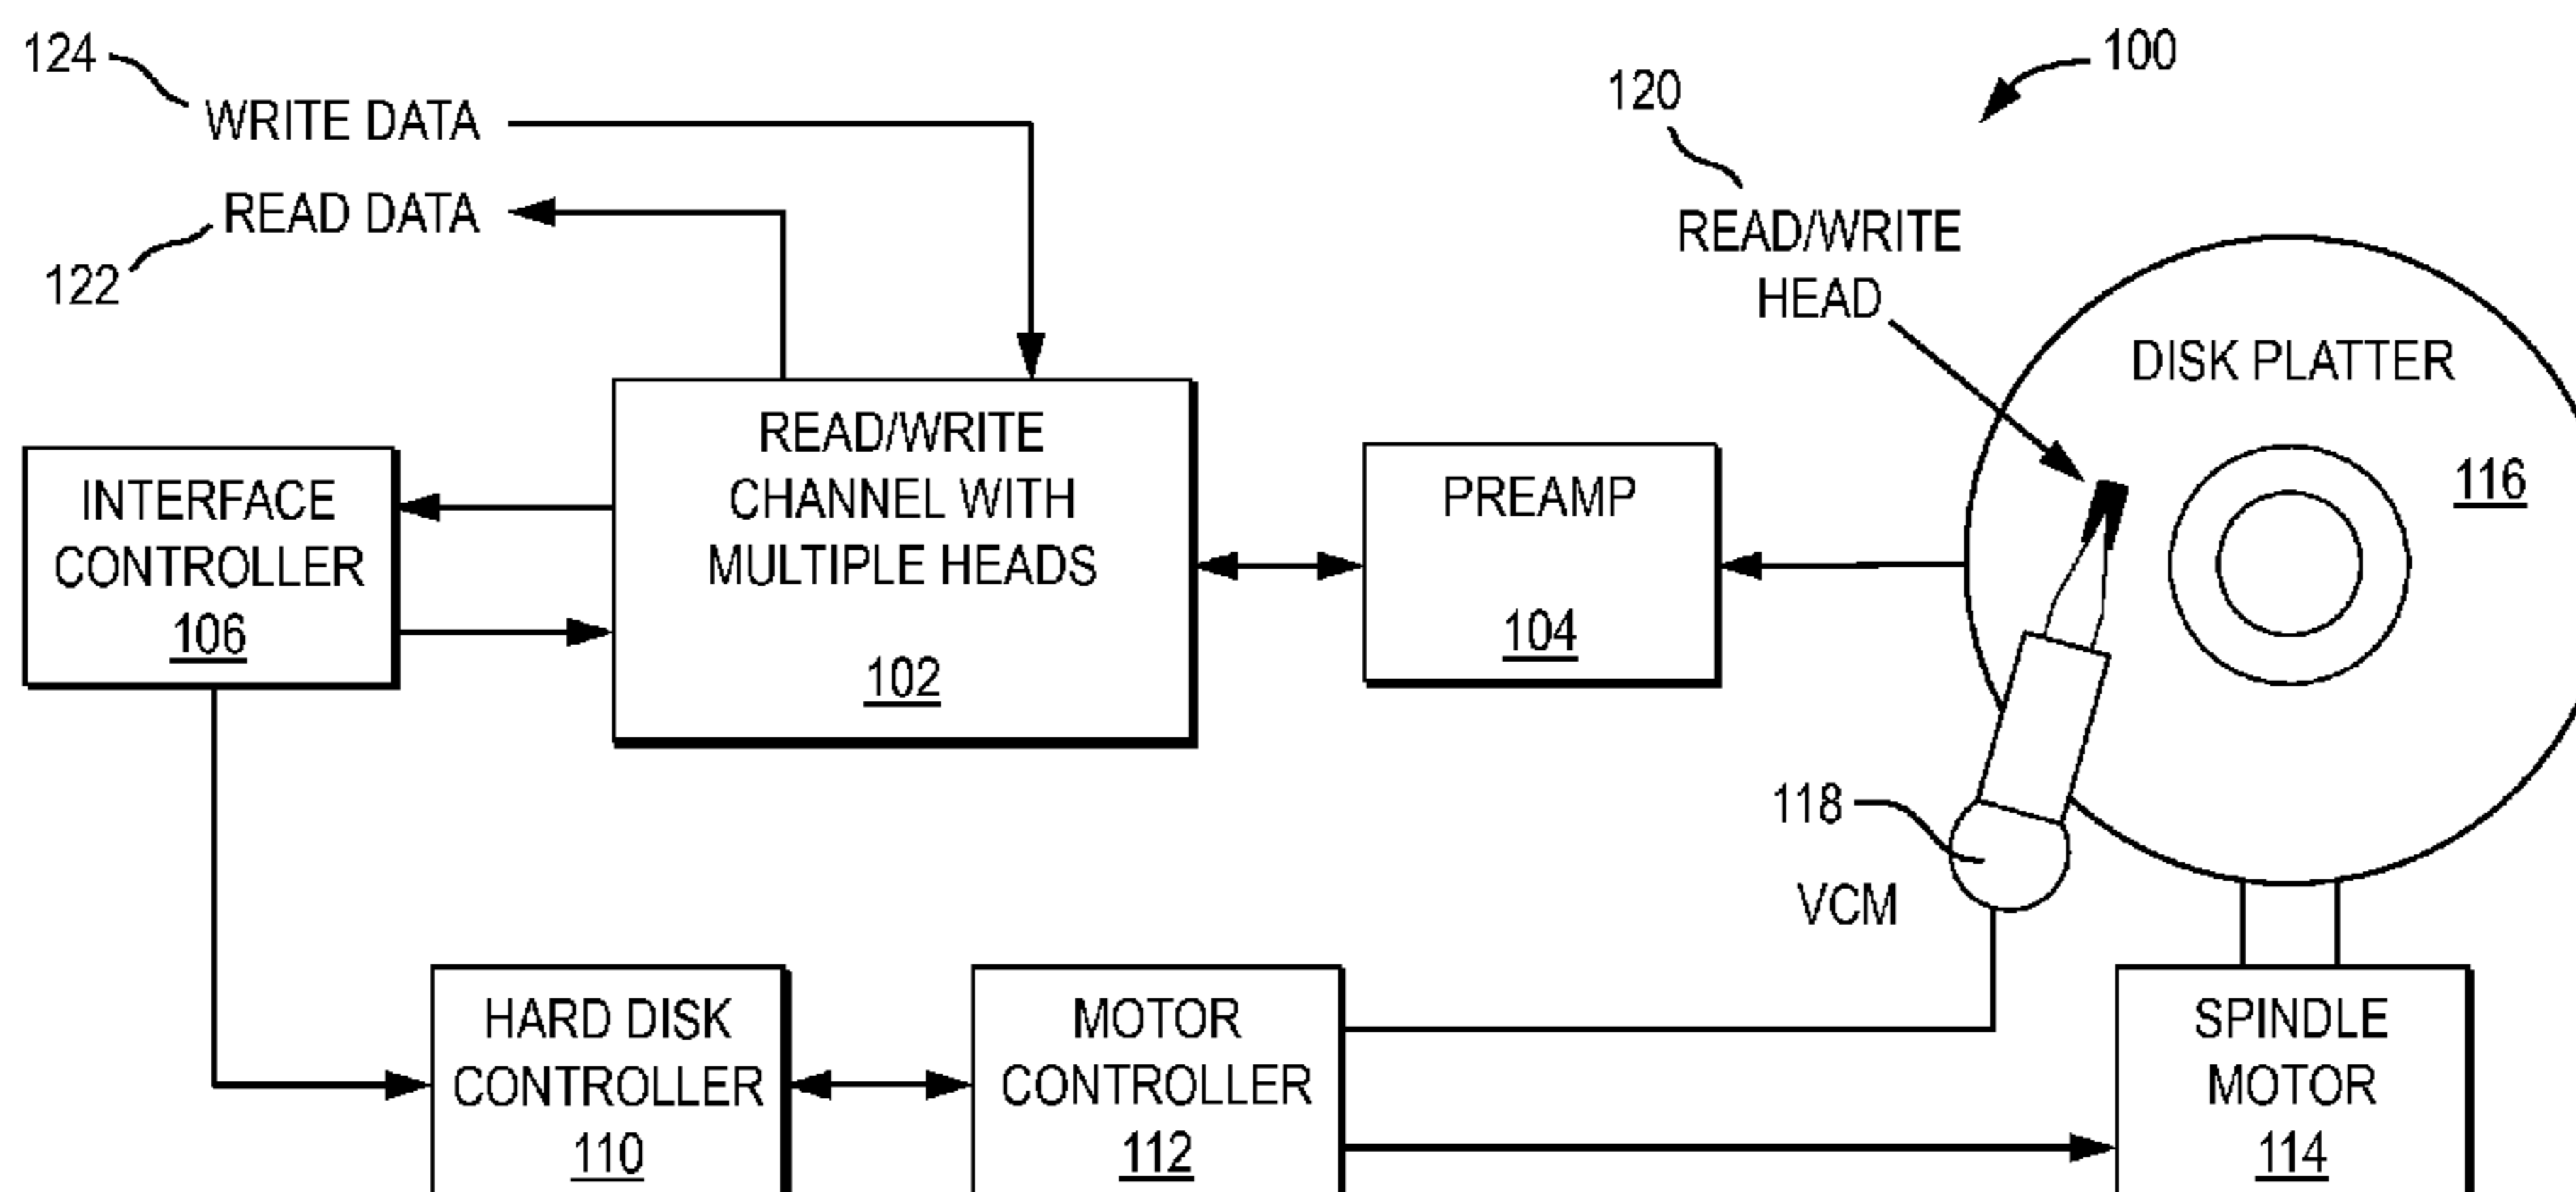 124
WRITE DATA
READ DATA
122
100
120
READ/WRITE
HEAD
DISK PLATTER
116
INTERFACE
CONTROLLER
106
READ/WRITE
CHANNEL WITH
MULTIPLE HEADS
102
PREAMP
104
118
VCM
HARD DISK
CONTROLLER
110
MOTOR
CONTROLLER
112
SPINDLE
MOTOR
114